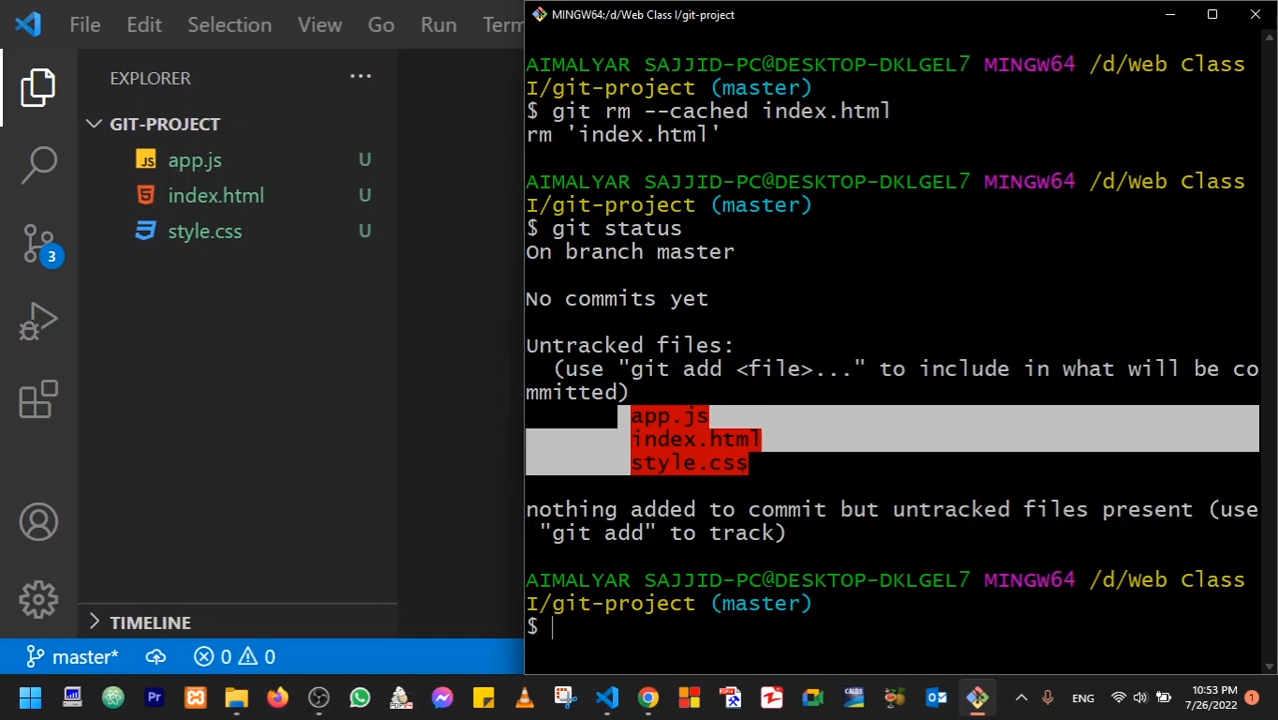 File Edit Selection View Go Run Term
EXPLORER
GIT-PROJECT
JS app.js U
index.html U
style.css U
3
TIMELINE
master* 0 0
MINGW64:/d/Web Class I/git-project
AIMALYAR SAJJID-PC@DESKTOP-DKLGEL7 MINGW64 /d/Web Class
I/git-project (master)
$ git rm --cached index.html
rm 'index.html'
AIMALYAR SAJJID-PC@DESKTOP-DKLGEL7 MINGW64 /d/Web Class
I/git-project (master)
$ git status
On branch master
No commits yet
Untracked files:
(use "git add <file>..." to include in what will be co
mmitted)
app.js
index.html
style.css
nothing added to commit but untracked files present (use
"git add" to track)
AIMALYAR SAJJID-PC@DESKTOP-DKLGEL7 MINGW64 /d/Web Class
I/git-project (master)
$
Pr
ENG
10:53 PM
7/26/2022
1